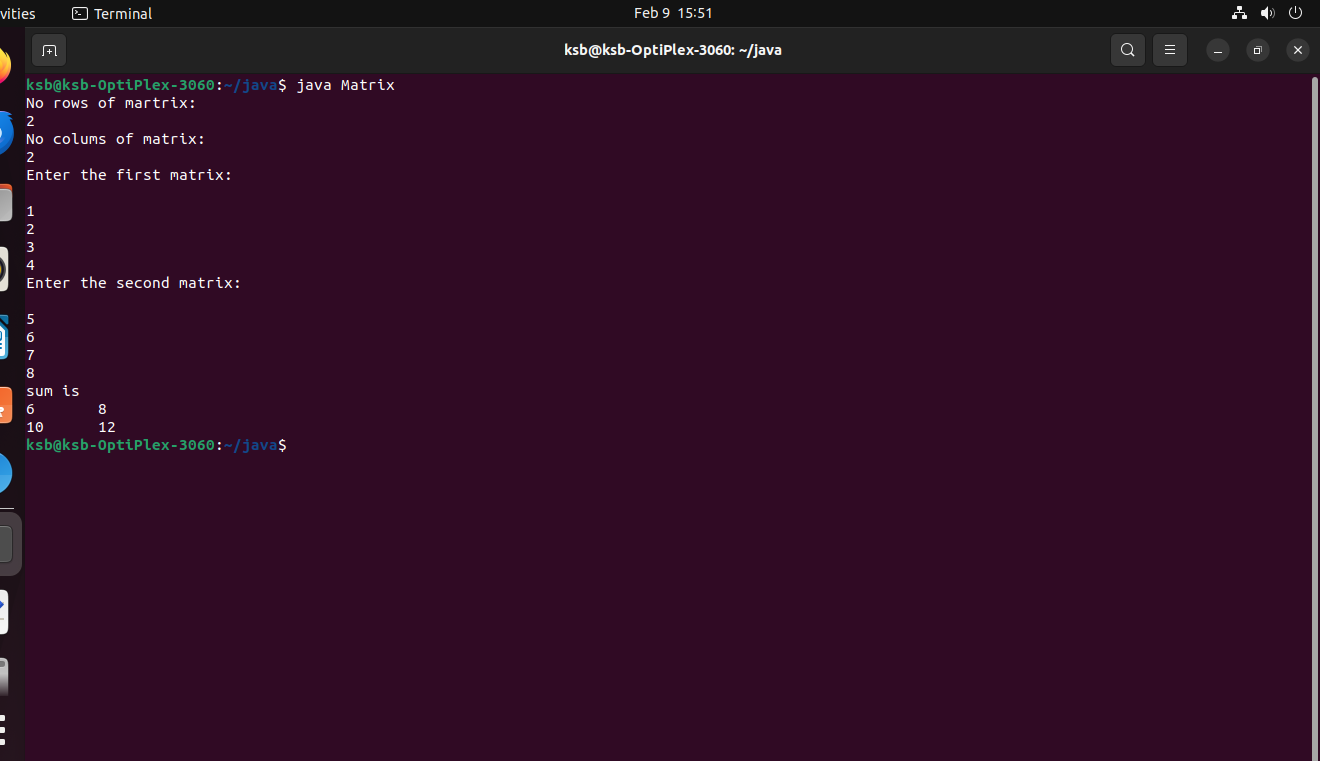 vities Terminal Feb 9 15:51
ksb@ksb-OptiPlex-3060: ~/java
ksb@ksb-OptiPlex-3060:~/java$ java Matrix
No rows of martrix:
2
No colums of matrix:
2
Enter the first matrix:
1
2
3
4
Enter the second matrix:
5
6
7
8
sum is
6 8
10 12
ksb@ksb-OptiPlex-3060:~/java$